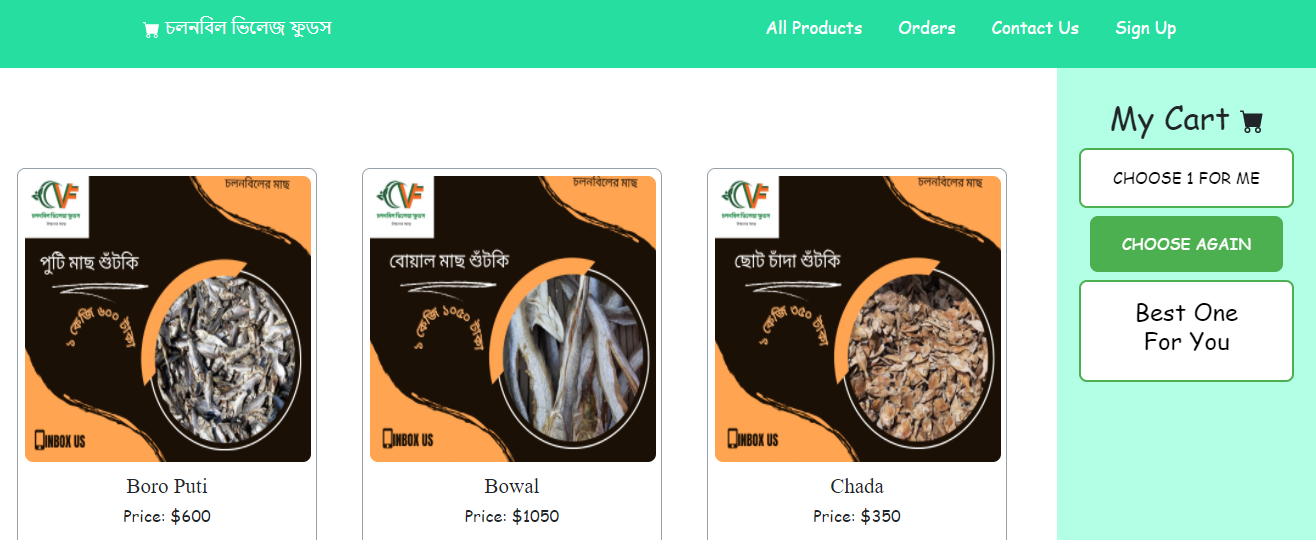 চলনবিল ভিলেজ ফুডস
All Products
Orders
Contact Us
Sign Up
My Cart
CHOOSE 1 FOR ME
CHOOSE AGAIN
Best One
For You
CVF
চলনবিল ভিলেজ ফুডস
চলনবিলের মাছ
পুটি মাছ শুঁটকি
১ কেজি ৬০০ টাকা
INBOX US
Boro Puti
Price: $600
CVF
চলনবিল ভিলেজ ফুডস
চলনবিলের মাছ
বোয়াল মাছ শুঁটকি
১ কেজি ১০৫০ টাকা
INBOX US
Bowal
Price: $1050
CVF
চলনবিল ভিলেজ ফুডস
চলনবিলের মাছ
ছোট চাঁদা শুঁটকি
১ কেজি ৩৫০ টাকা
INBOX US
Chada
Price: $350